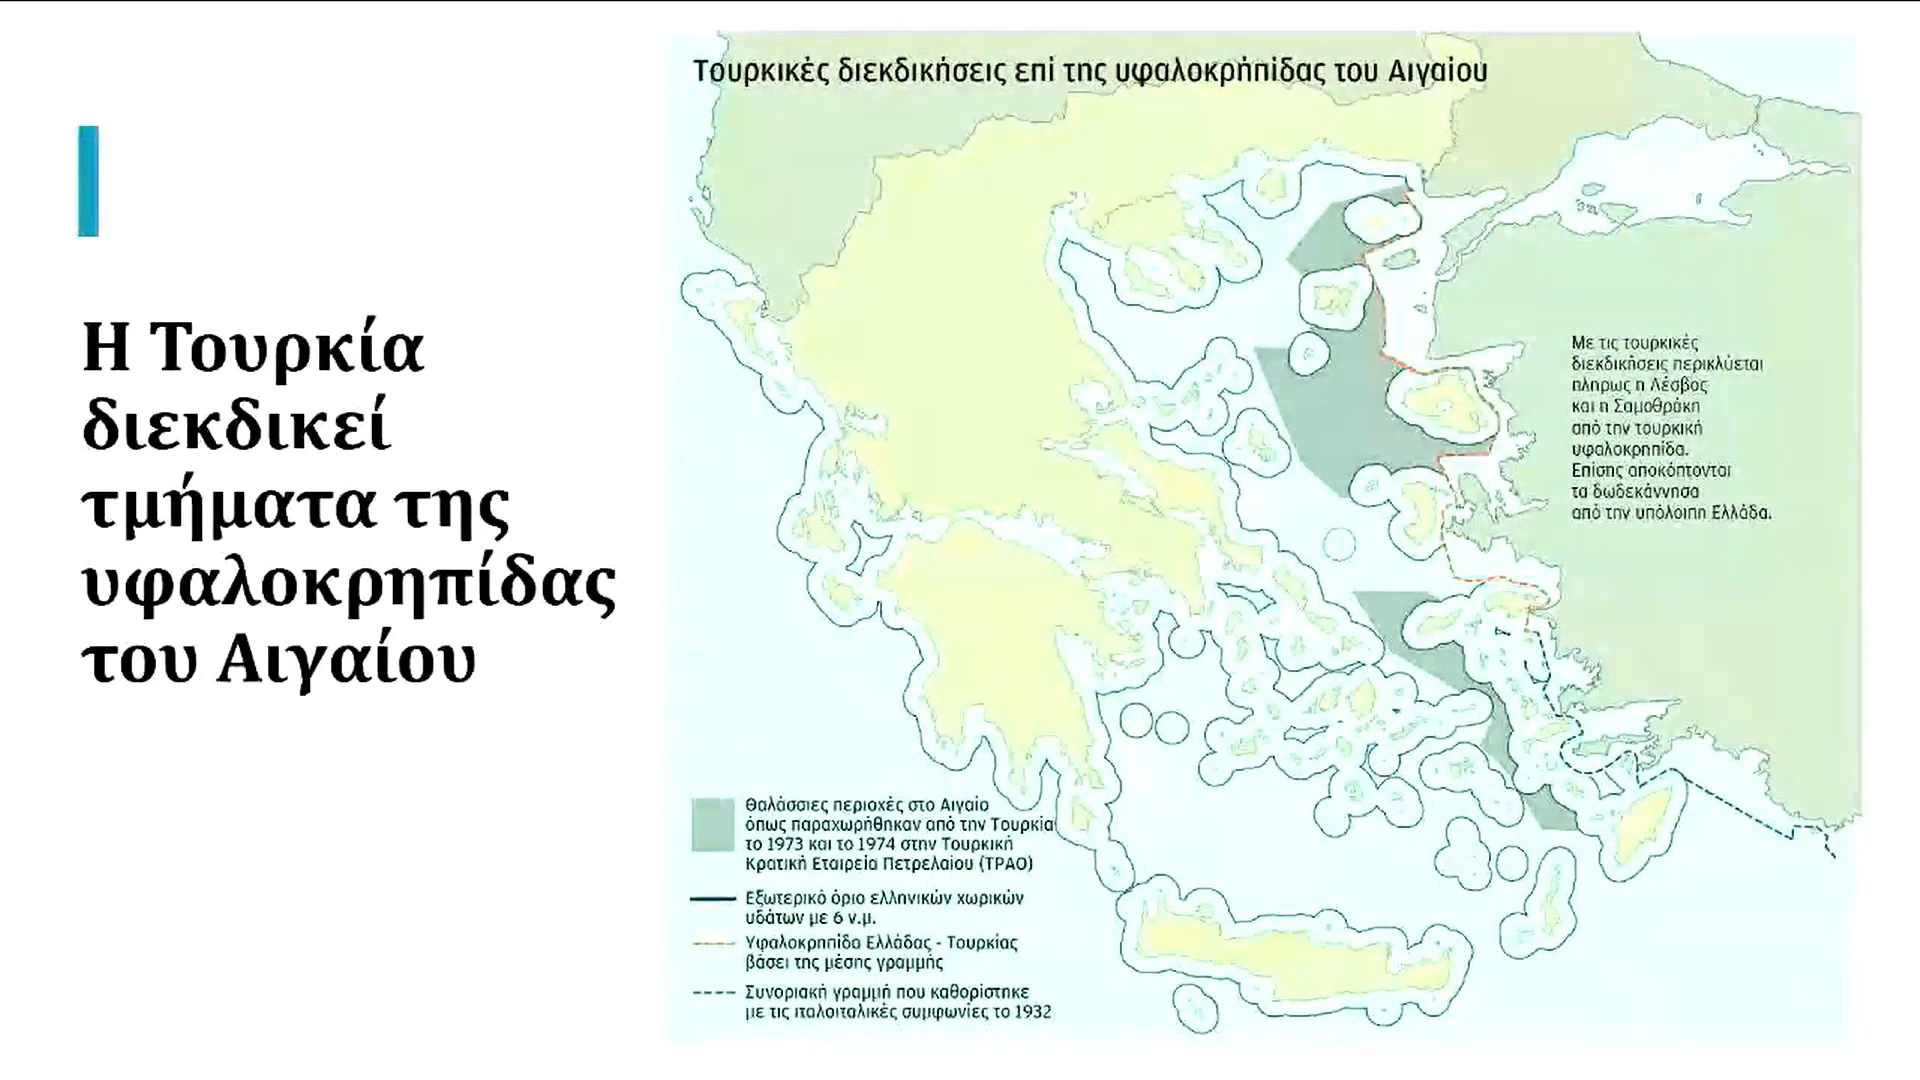 Η Τουρκία
διεκδικεί
τμήματα της
υφαλοκρηπίδας
του Αιγαίου
Τουρκικές διεκδικήσεις επί της υφαλοκρήπίδας του Αιγαίου
Με τις τουρκικές
διεκδικήσεις περικλύεται
πληρως η Λέσβος
και η Σαμοθράκη
από την τουρκική
υφαλοκρηπίδα.
Επίσης αποκόπτονται
τα δωδεκάννησα
από την υπόλοιπη Ελλάδα.
Θαλάσσιες περιοχές στο Αιγαίο
όπως παραχωρήθηκαν από την Τουρκία
το 1973 και το 1974 στην Τουρκική
Κρατική Εταιρεία Πετρελαίου (TPAO)
Εξωτερικό όριο ελληνικών χωρικών
υδάτων με 6 ν.μ.
Υφαλοκρηπίδα Ελλάδας - Τουρκίας
βάσει της μέσης γραμμής
Συνοριακή γραμμή που καθορίστηκε
με τις ιταλοιταλικές συμφωνίες το 1932